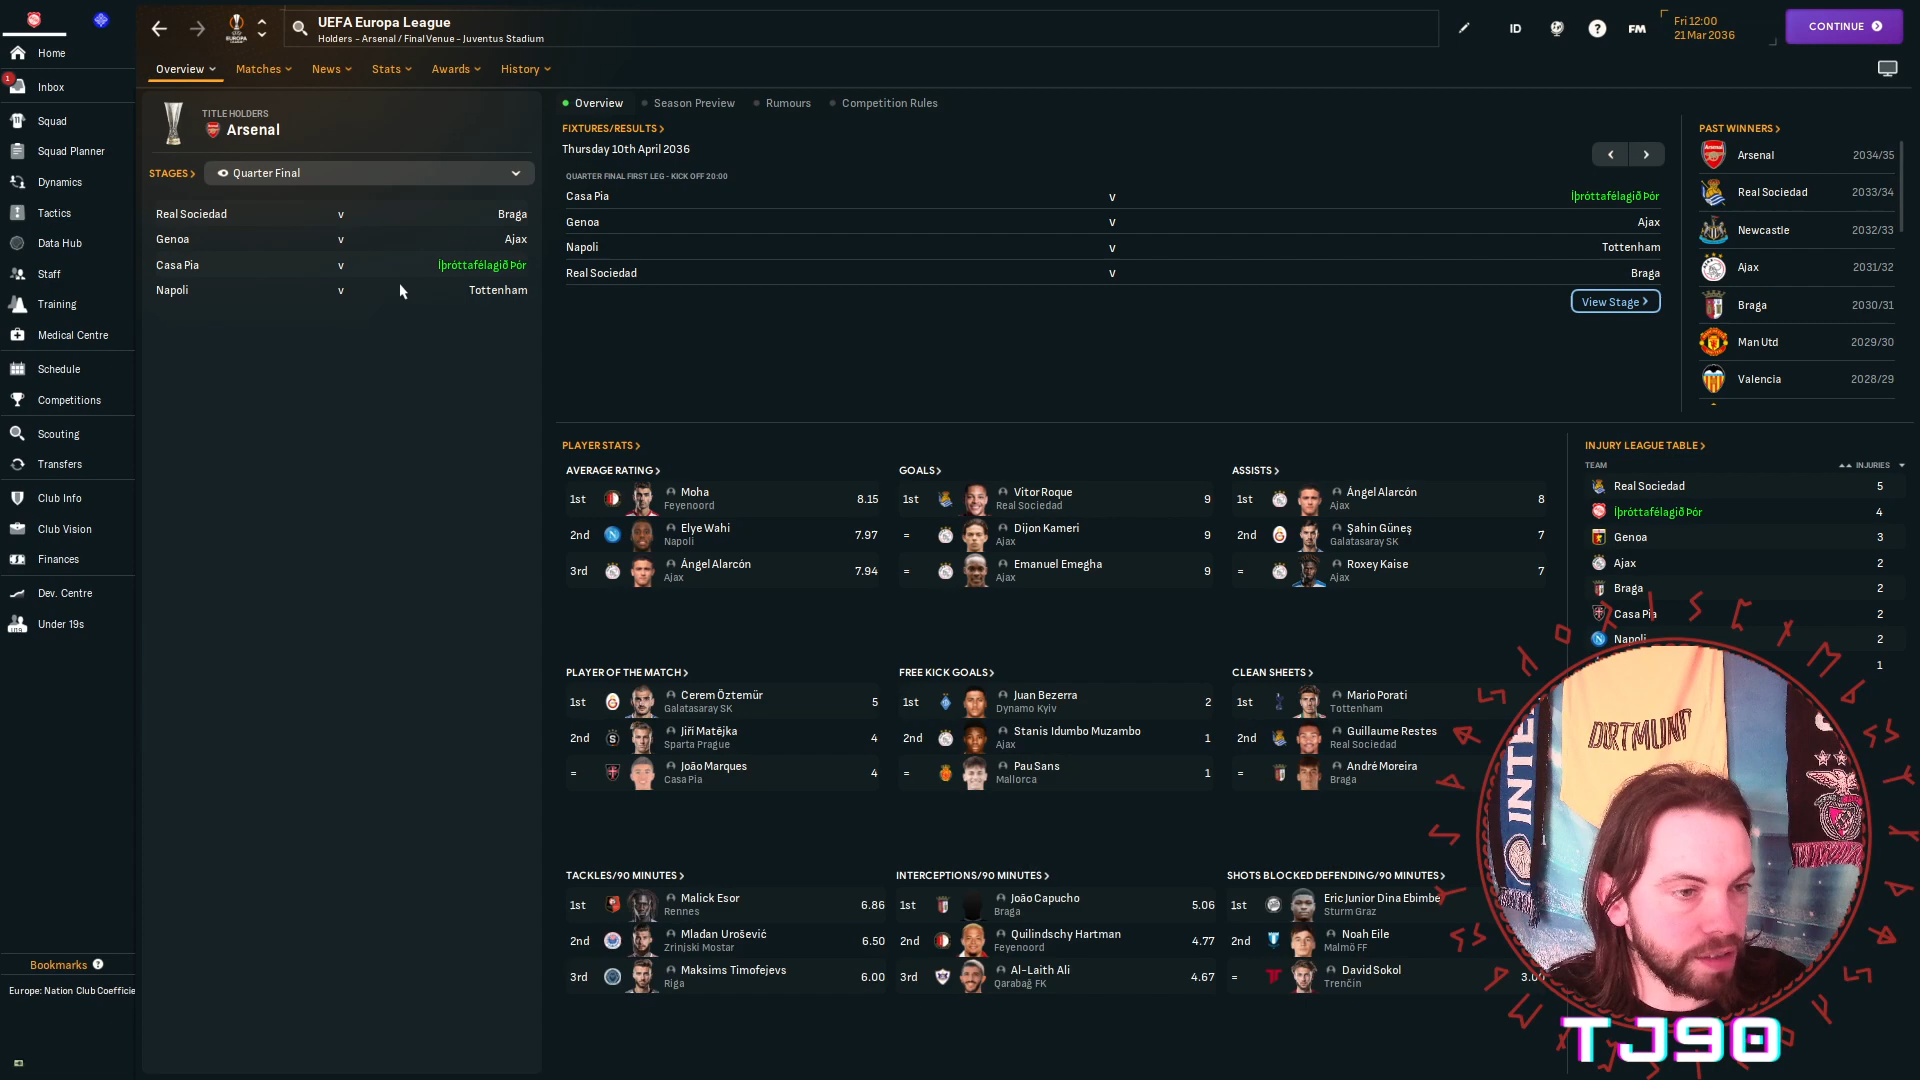 UEFA Europa League
Holders - Arsenal / Final Venue - Juventus Stadium
EUROPA
ID
FM
Fri 12:00
21 Mar 2036
CONTINUE
Home
1
Inbox
Squad
Squad Planner
Dynamics
Tactics
Data Hub
Staff
Training
Medical Centre
Schedule
Competitions
Scouting
Transfers
Club Info
Club Vision
Finances
Dev. Centre
Under 19s
Bookmarks
Europe: Nation Club Coefficie
Overview
Matches
News
Stats
Awards
History
TITLE HOLDERS
Arsenal
STAGES
Quarter Final
Real Sociedad v Braga
Genoa v Ajax
Casa Pia v Íþróttafélagið Þór
Napoli v Tottenham
Overview
Season Preview
Rumours
Competition Rules
FIXTURES/RESULTS
Thursday 10th April 2036
QUARTER FINAL FIRST LEG - KICK OFF 20:00
Casa Pia v Íþróttafélagið Þór
Genoa v Ajax
Napoli v Tottenham
Real Sociedad v Braga
View Stage
PAST WINNERS
Arsenal 2034/35
Real Sociedad 2033/34
Newcastle 2032/33
Ajax 2031/32
Braga 2030/31
Man Utd 2029/30
Valencia 2028/29
PLAYER STATS
AVERAGE RATING
1st Moha 8.15
Feyenoord
2nd Elye Wahi 7.97
Napoli
3rd Ángel Alarcón 7.94
Ajax
GOALS
1st Vitor Roque 9
Real Sociedad
= Dijon Kameri 9
Ajax
= Emanuel Emegha 9
Ajax
ASSISTS
1st Ángel Alarcón 8
Ajax
2nd Şahin Güneş 7
Galatasaray SK
= Roxey Kaise 7
Ajax
PLAYER OF THE MATCH
1st Cerem Öztemür 5
Galatasaray SK
2nd Jiří Matějka 4
Sparta Prague
= João Marques 4
Casa Pia
FREE KICK GOALS
1st Juan Bezerra 2
Dynamo Kyiv
2nd Stanis Idumbo Muzambo 1
Ajax
= Pau Sans 1
Mallorca
CLEAN SHEETS
1st Mario Porati
Tottenham
2nd Guillaume Restes
Real Sociedad
= André Moreira
Braga
TACKLES/90 MINUTES
1st Malick Esor 6.86
Rennes
2nd Mlađan Urošević 6.50
Zrinjski Mostar
3rd Maksims Timofejevs 6.00
Riga
INTERCEPTIONS/90 MINUTES
1st João Capucho 5.06
Braga
2nd Quilindschy Hartman 4.77
Feyenoord
3rd Al-Laith Ali 4.67
Qarabağ FK
SHOTS BLOCKED DEFENDING/90 MINUTES
1st Eric Junior Dina Ebimbe
Sturm Graz
2nd Noah Eile
Malmö FF
= David Sokol
Trenčín
INJURY LEAGUE TABLE
TEAM INJURIES
Real Sociedad 5
Íþróttafélagið Þór 4
Genoa 3
Ajax 2
Braga 2
Casa Pia 2
Napoli 2
1
INTE
TJ90